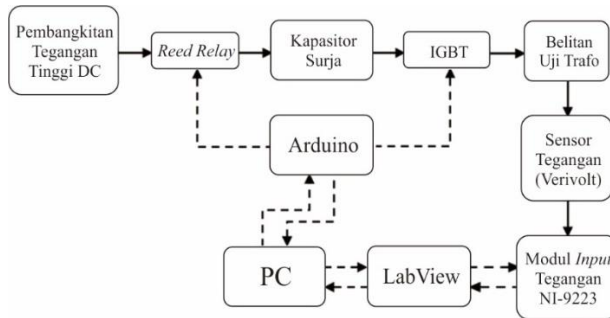 Pembangkitan
Tegangan
Tinggi DC
Reed Relay
Kapasitor
Surja
IGBT
Belitan
Uji Trafo
Arduino
Sensor
Tegangan
(Verivolt)
PC
LabView
Modul Input
Tegangan
NI-9223